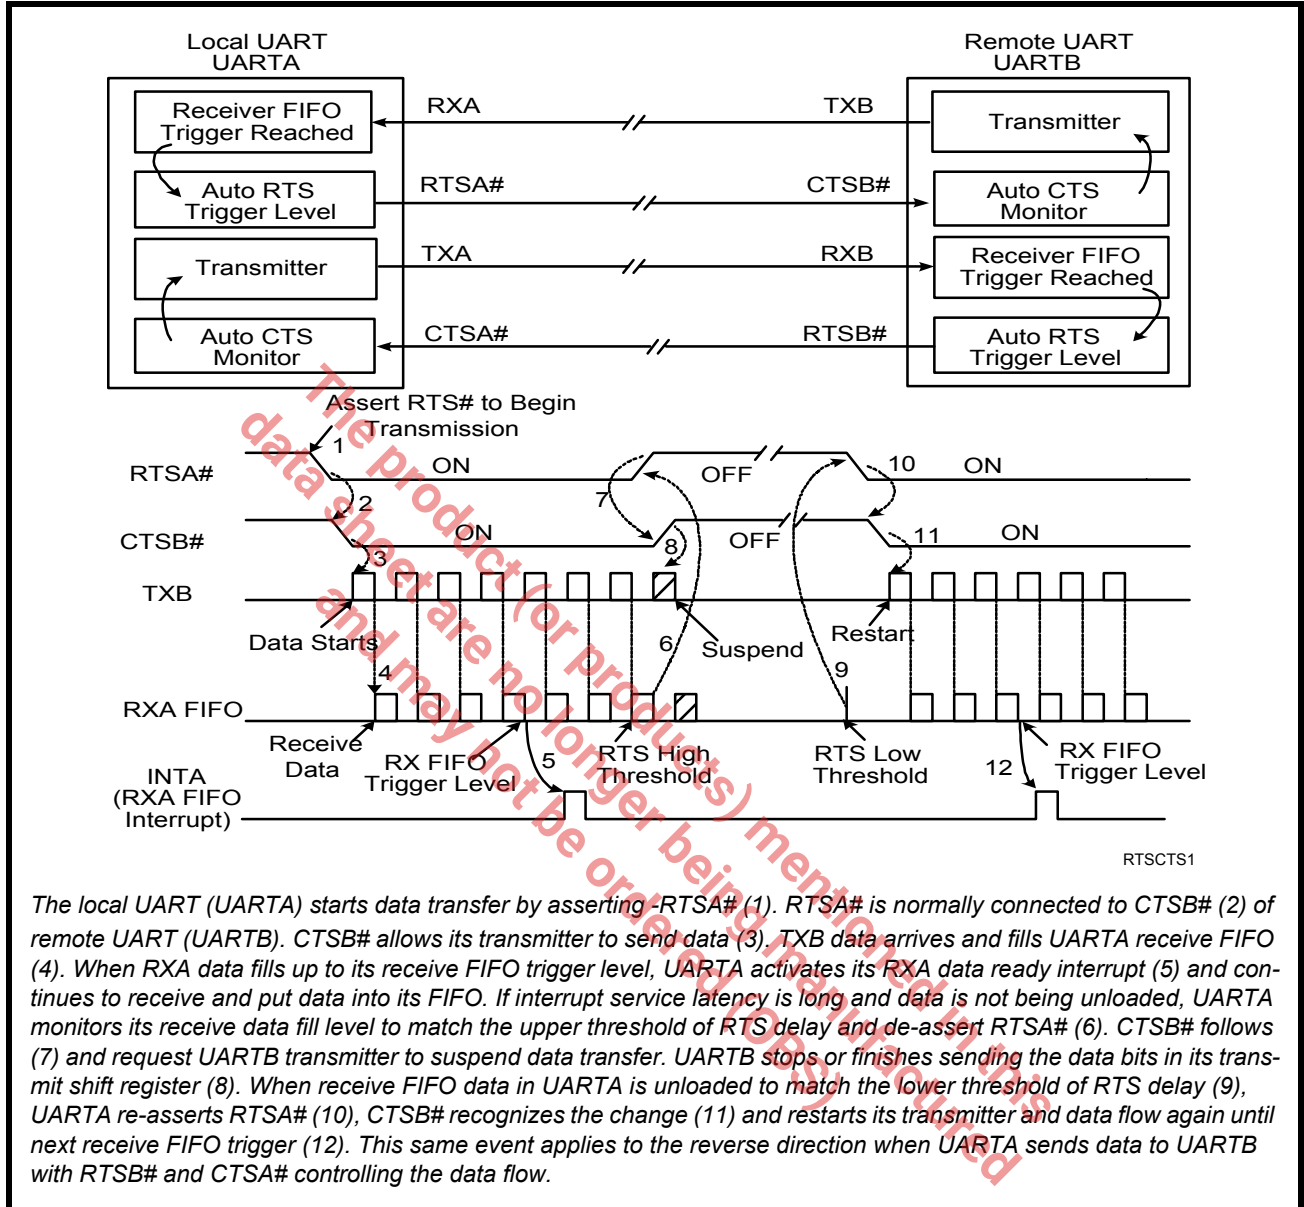 Local UART
UARTA
Remote UART
UARTB
Receiver FIFO
Trigger Reached
RXA
TXB
Transmitter
Auto RTS
Trigger Level
RTSA#
CTSB#
Auto CTS
Monitor
Transmitter
TXA
RXB
Receiver FIFO
Trigger Reached
Auto CTS
Monitor
CTSA#
RTSB#
Auto RTS
Trigger Level
Assert RTS# to Begin
Transmission
1
RTSA#
ON
7
OFF
10
ON
2
CTSB#
ON
8
OFF
11
ON
3
TXB
Data Starts
6
Suspend
Restart
4
9
RXA FIFO
Receive
Data
RX FIFO
Trigger Level
5
RTS High
Threshold
RTS Low
Threshold
12
RX FIFO
Trigger Level
INTA
(RXA FIFO
Interrupt)
RTSCTS1
The local UART (UARTA) starts data transfer by asserting -RTSA# (1). RTSA# is normally connected to CTSB# (2) of
remote UART (UARTB). CTSB# allows its transmitter to send data (3). TXB data arrives and fills UARTA receive FIFO
(4). When RXA data fills up to its receive FIFO trigger level, UARTA activates its RXA data ready interrupt (5) and con-
tinues to receive and put data into its FIFO. If interrupt service latency is long and data is not being unloaded, UARTA
monitors its receive data fill level to match the upper threshold of RTS delay and de-assert RTSA# (6). CTSB# follows
(7) and request UARTB transmitter to suspend data transfer. UARTB stops or finishes sending the data bits in its trans-
mit shift register (8). When receive FIFO data in UARTA is unloaded to match the lower threshold of RTS delay (9),
UARTA re-asserts RTSA# (10), CTSB# recognizes the change (11) and restarts its transmitter and data flow again until
next receive FIFO trigger (12). This same event applies to the reverse direction when UARTA sends data to UARTB
with RTSB# and CTSA# controlling the data flow.
The product (or products) mentioned in this
data sheet are no longer being manufactured
and may not be ordered (OBS)